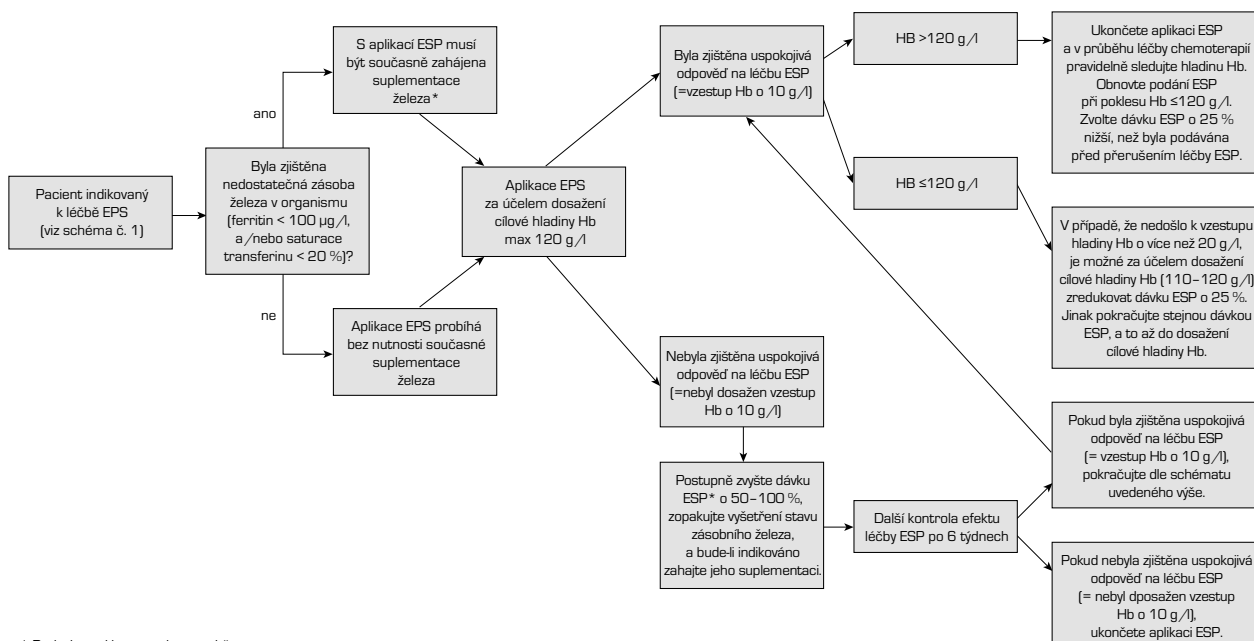 Pacient indikovaný
k léčbě EPS
(viz schéma č. 1)
ano
ne
Byla zjištěna
nedostatečná zásoba
železa v organismu
(ferritin < 100 µg/l,
a/nebo saturace
transferinu < 20 %)?
S aplikací ESP musí
být současně zahájena
suplementace
železa*
Aplikace EPS probíhá
bez nutnosti současné
suplementace
železa
Aplikace EPS
za účelem dosažení
cílové hladiny Hb
max 120 g/l
Byla zjištěna uspokojivá
odpověď na léčbu ESP
(=vzestup Hb o 10 g/l)
HB >120 g/l
Ukončete aplikaci ESP
a v průběhu léčby chemoterapií
pravidelně sledujte hladinu Hb.
Obnovte podání ESP
při poklesu Hb ≤120 g/l.
Zvolte dávku ESP o 25 %
nižší, než byla podávána
před přerušením léčby ESP.
HB ≤120 g/l
V případě, že nedošlo k vzestupu
hladiny Hb o více než 20 g/l,
je možné za účelem dosažení
cílové hladiny Hb (110–120 g/l)
zredukovat dávku ESP o 25 %.
Jinak pokračujte stejnou dávkou
ESP, a to až do dosažení
cílové hladiny Hb.
Nebyla zjištěna uspokojivá
odpověď na léčbu ESP
(=nebyl dosažen vzestup
Hb o 10 g/l)
Postupně zvyšte dávku
ESP* o 50–100 %,
zopakujte vyšetření stavu
zásobního železa,
a bude-li indikováno
zahajte jeho suplementaci.
Další kontrola efektu
léčby ESP po 6 týdnech
Pokud byla zjištěna uspokojivá
odpověď na léčbu ESP
(= vzestup Hb o 10 g/l),
pokračujte dle schématu
uvedeného výše.
Pokud nebyla zjištěna uspokojivá
odpověď na léčbu ESP
(= nebyl dposažen vzestup
Hb o 10 g/l),
ukončete aplikaci ESP.